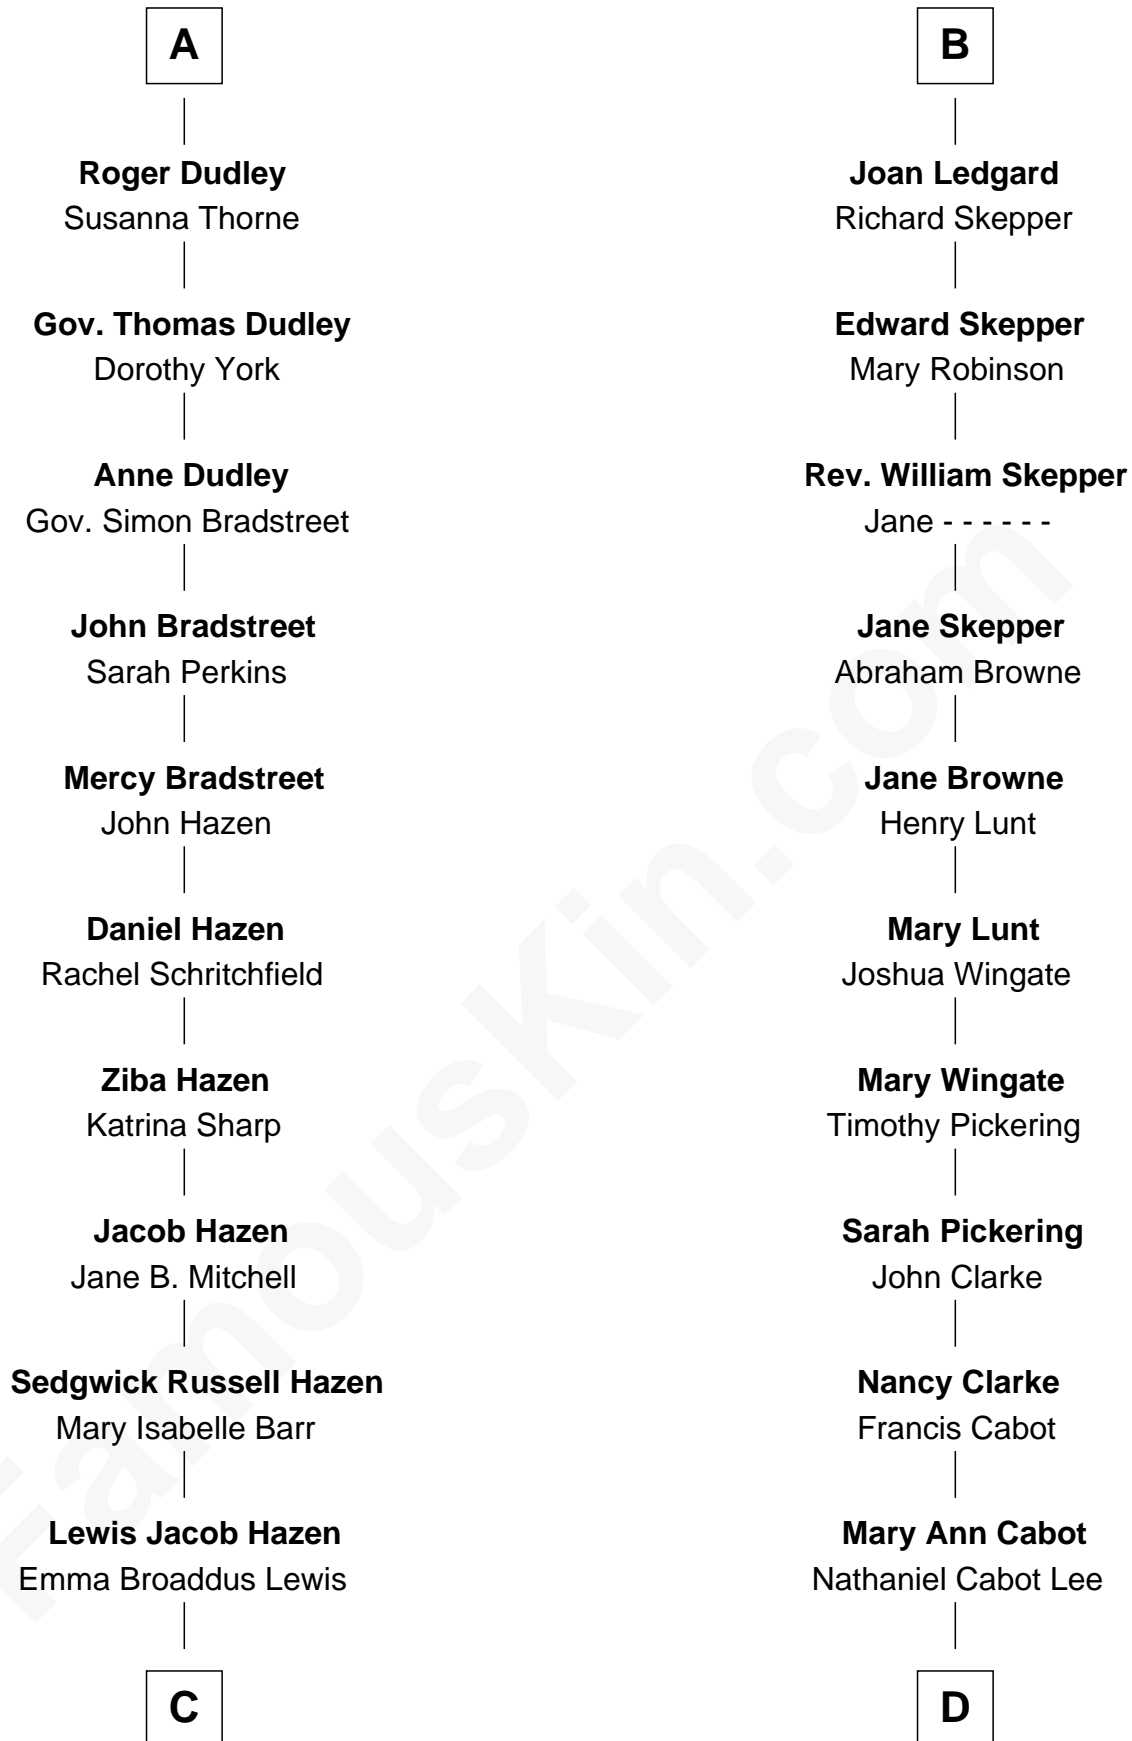 A
Roger Dudley
Susanna Thorne
Gov. Thomas Dudley
Dorothy York
Anne Dudley
Gov. Simon Bradstreet
John Bradstreet
Sarah Perkins
Mercy Bradstreet
John Hazen
Daniel Hazen
Rachel Schritchfield
Ziba Hazen
Katrina Sharp
Jacob Hazen
Jane B. Mitchell
Sedgwick Russell Hazen
Mary Isabelle Barr
Lewis Jacob Hazen
Emma Broaddus Lewis
C
B
Joan Ledgard
Richard Skepper
Edward Skepper
Mary Robinson
Rev. William Skepper
Jane - - - - - -
Jane Skepper
Abraham Browne
Jane Browne
Henry Lunt
Mary Lunt
Joshua Wingate
Mary Wingate
Timothy Pickering
Sarah Pickering
John Clarke
Nancy Clarke
Francis Cabot
Mary Ann Cabot
Nathaniel Cabot Lee
D
FamousKin.com